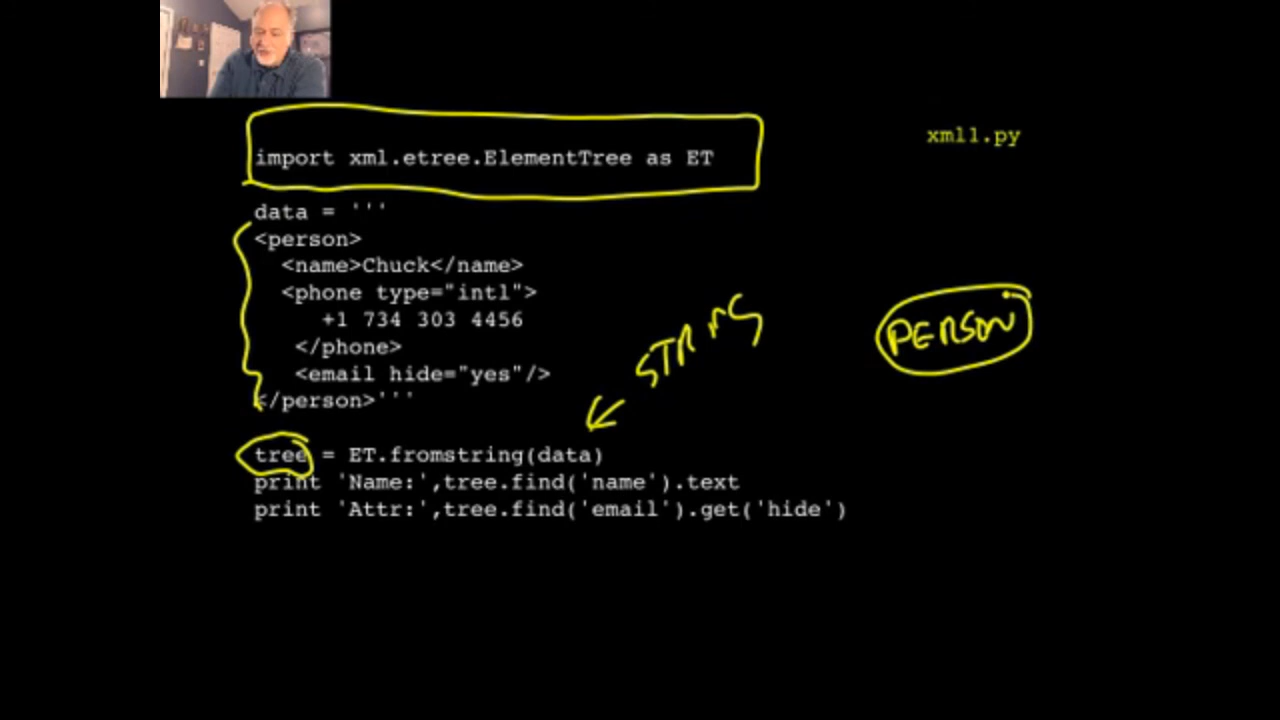 import xml.etree.ElementTree as ET
xml1.py
data = '''
<person>
<name>Chuck</name>
<phone type="intl">
+1 734 303 4456
</phone>
<email hide="yes"/>
</person>'''
STRING
PERSON
tree = ET.fromstring(data)
print 'Name:',tree.find('name').text
print 'Attr:',tree.find('email').get('hide')